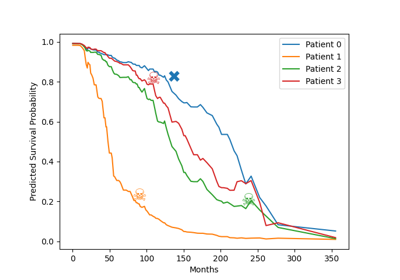 Patient 0
Patient 1
Patient 2
Patient 3
Predicted Survival Probability
1.0
0.8
0.6
0.4
0.2
0.0
0 50 100 150 200 250 300 350
Months